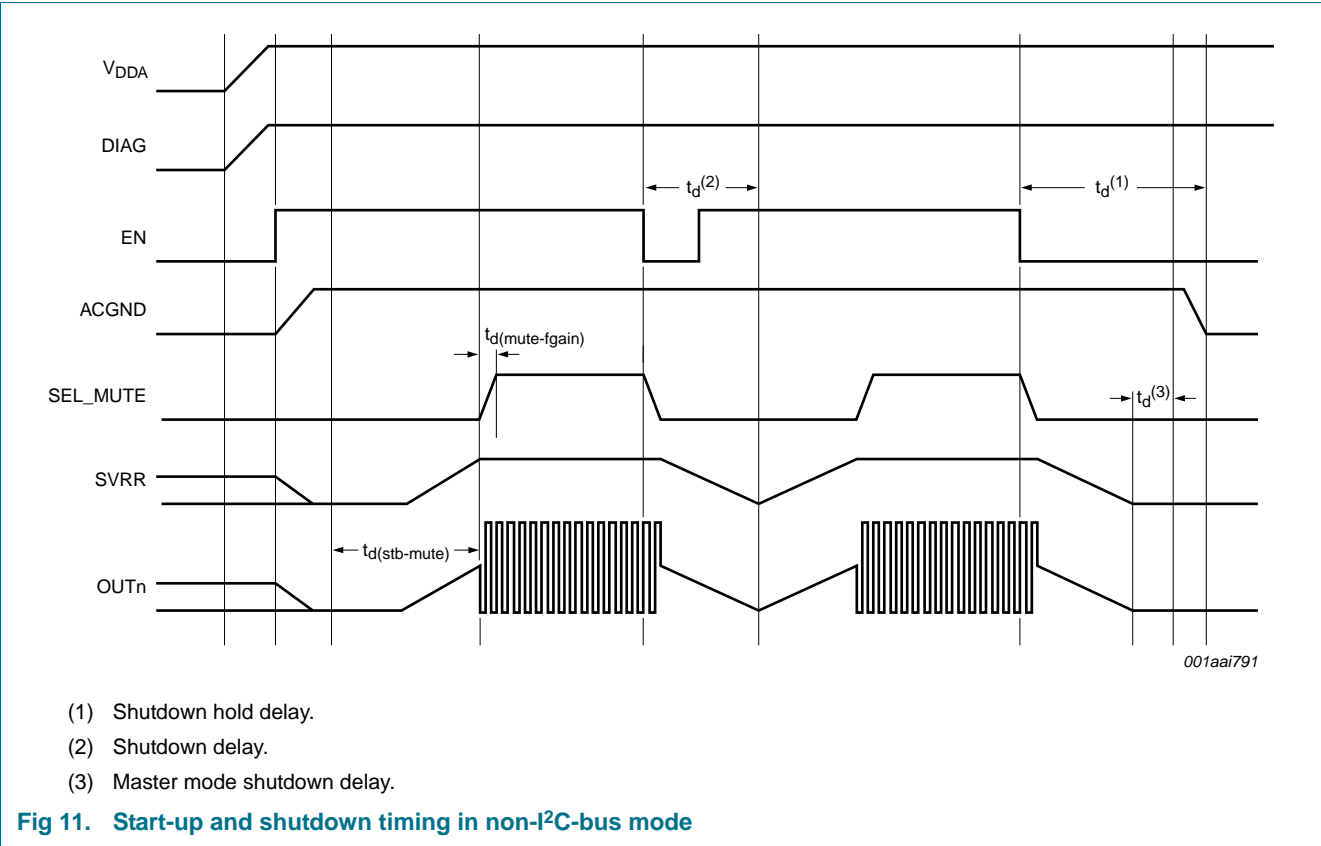 VDDA
DIAG
td(2)
td(1)
EN
ACGND
td(mute-fgain)
SEL_MUTE
td(3)
SVRR
td(stb-mute)
OUTn
001aai791
(1) Shutdown hold delay.
(2) Shutdown delay.
(3) Master mode shutdown delay.
Fig 11. Start-up and shutdown timing in non-I2C-bus mode